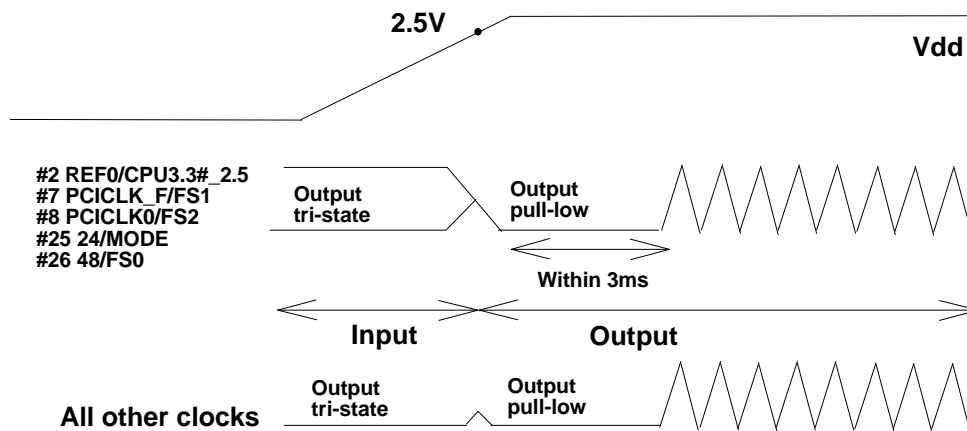 2.5V
Vdd
#2 REF0/CPU3.3#_2.5
#7 PCICLK_F/FS1
#8 PCICLK0/FS2
#25 24/MODE
#26 48/FS0
Output
tri-state
Output
pull-low
Within 3ms
Input
Output
All other clocks
Output
tri-state
Output
pull-low